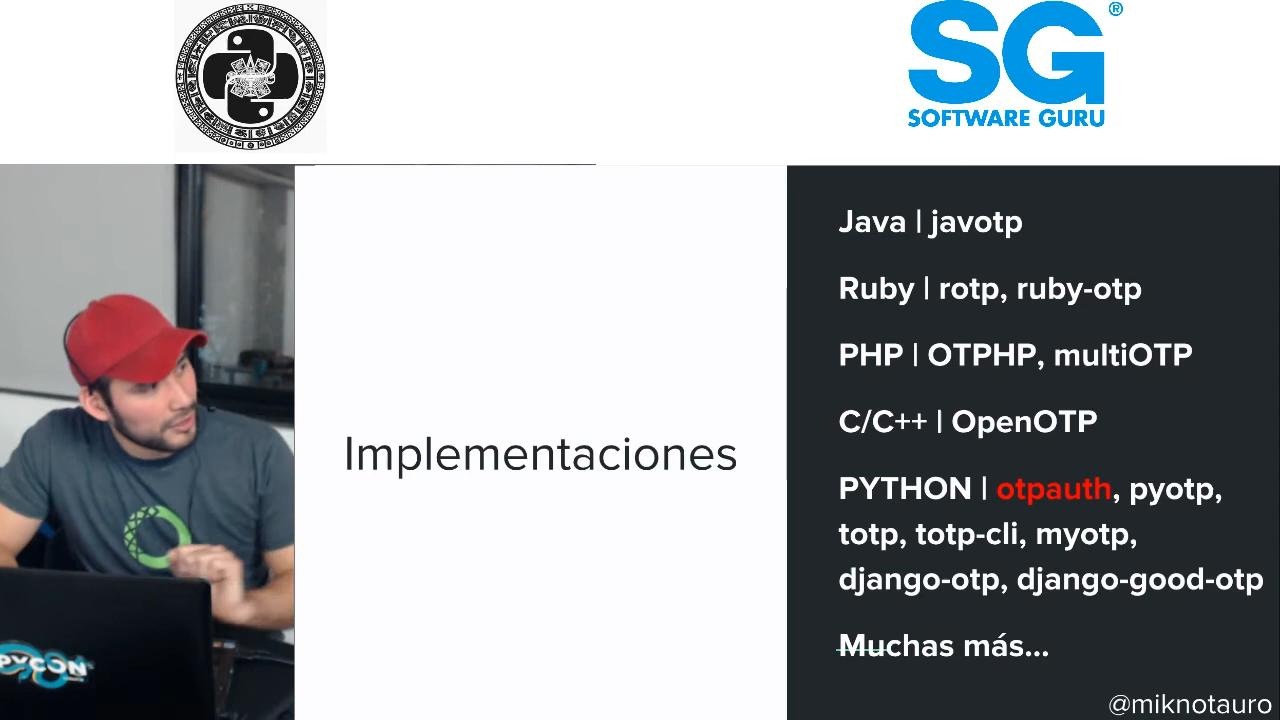 SG®
SOFTWARE GURU
Java | javotp
Ruby | rotp, ruby-otp
PHP | OTPHP, multiOTP
C/C++ | OpenOTP
Implementaciones
PYTHON | otpauth, pyotp,
totp, totp-cli, myotp,
django-otp, django-good-otp
Muchas más...
PYCON
@miknotauro